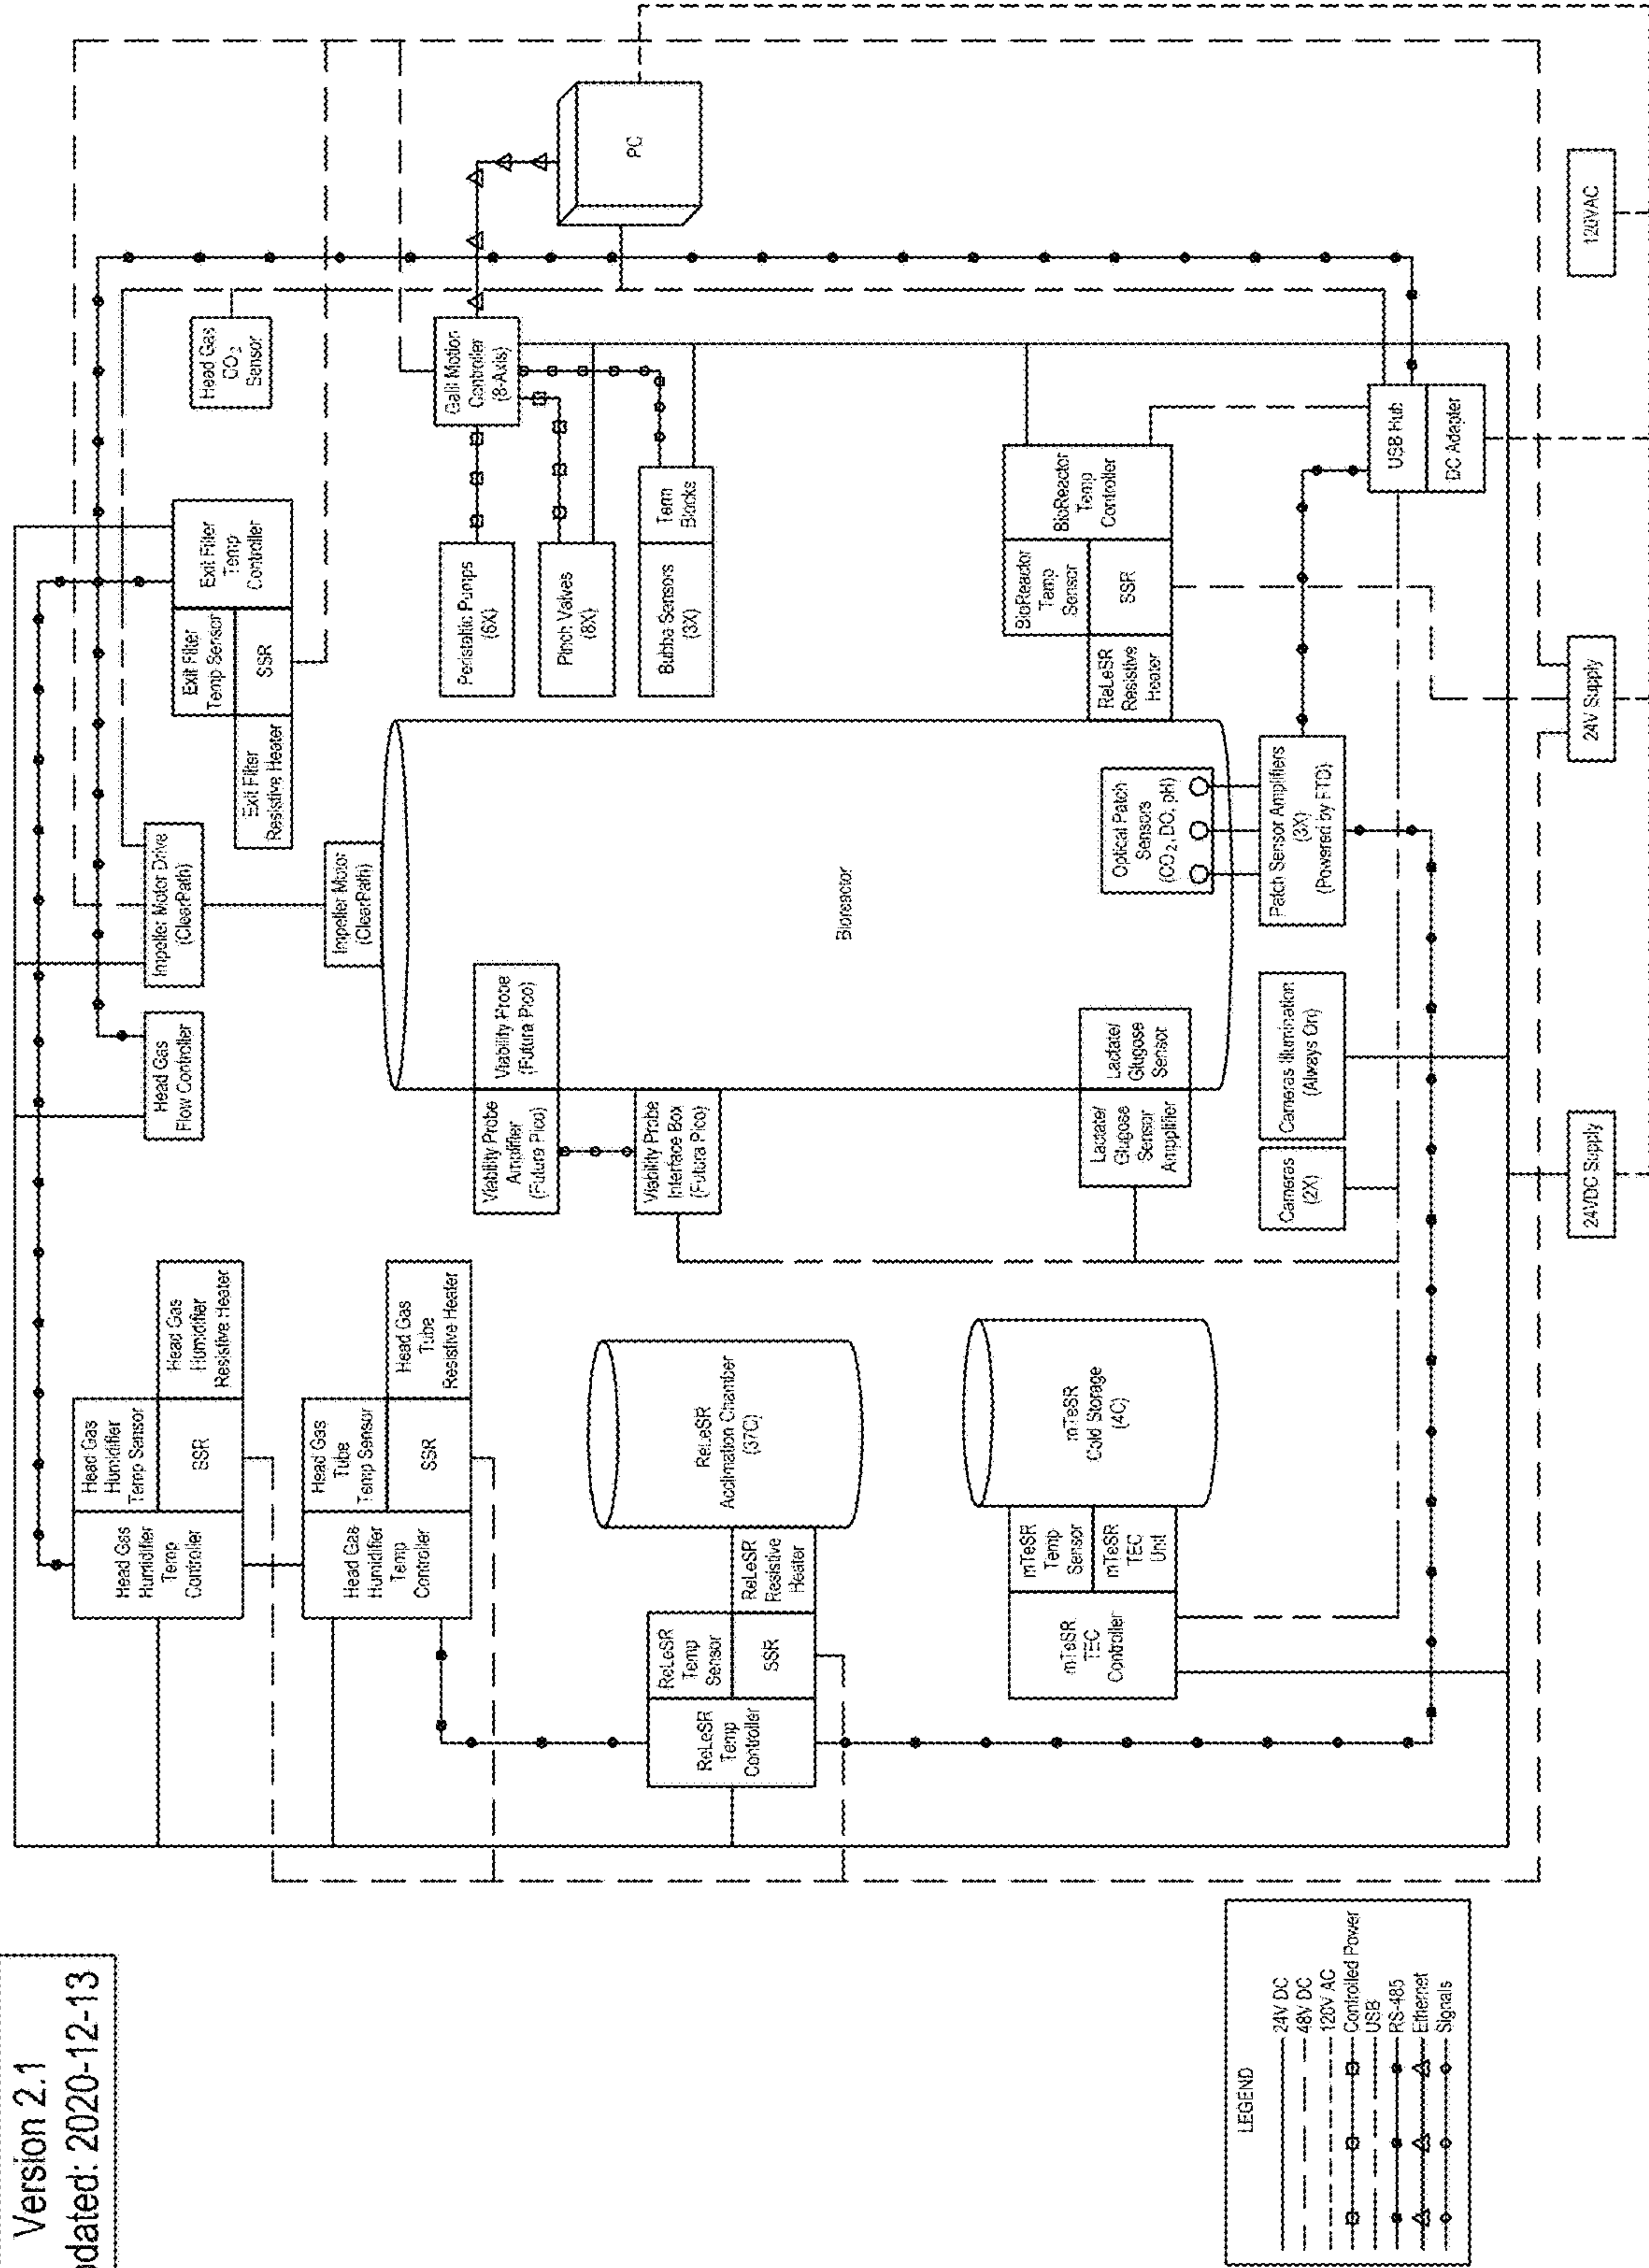 Version 2.1
pdated: 2020-12-13
Head Gas
Humidifier
Temp
Controller
Head Gas
Humidifier
Temp Sensor
SSR
Head Gas
Humidifier
Resistive Heater
Head Gas
Humidifier
Temp
Controller
Head Gas
Tube
Temp Sensor
SSR
Head Gas
Tube
Resistive Heater
Head Gas
Flow Controller
Impeller Motor Drive
(ClearPath)
Exit Filter
Resistive Heater
Exit Filter
Temp Sensor
SSR
Exit Filter
Temp
Controller
Head Gas
CO2
Sensor
Impeller Motor
(ClearPath)
Viability Probe
Amplifier
(Future Pico)
Viability Probe
(Future Pico)
Viability Probe
Interface Box
(Future Pico)
Peristaltic Pumps
(6X)
Pinch Valves
(8X)
Bubble Sensors
(3X)
Term
Blocks
Galil Motion
Controller
(8-Axis)
PC
ReLeSR
Temp
Controller
ReLeSR
Temp
Sensor
SSR
ReLeSR
Resistive
Heater
ReLeSR
Acclimation Chamber
(37C)
Bioreactor
mTeSR
TEC
Controller
mTeSR
Temp
Sensor
mTeSR
TEC
Unit
mTeSR
Cold Storage
(4C)
Lactate/
Glugose
Sensor
Ampplifier
Lactate/
Glugose
Sensor
Optical Patch
Sensors
(CO2, DO, pH)
ReLeSR
Resistive
Heater
BioReactor
Temp
Sensor
SSR
BioReactor
Temp
Controller
Cameras
(2X)
Cameras Illumination
(Always On)
Patch Sensor Amplifiers
(3X)
(Powered by FTD)
USB Hub
DC Adapter
24VDC Supply
24V Supply
120VAC
LEGEND
24V DC
48V DC
120V AC
Controlled Power
USB
RS-485
Ethernet
Signals